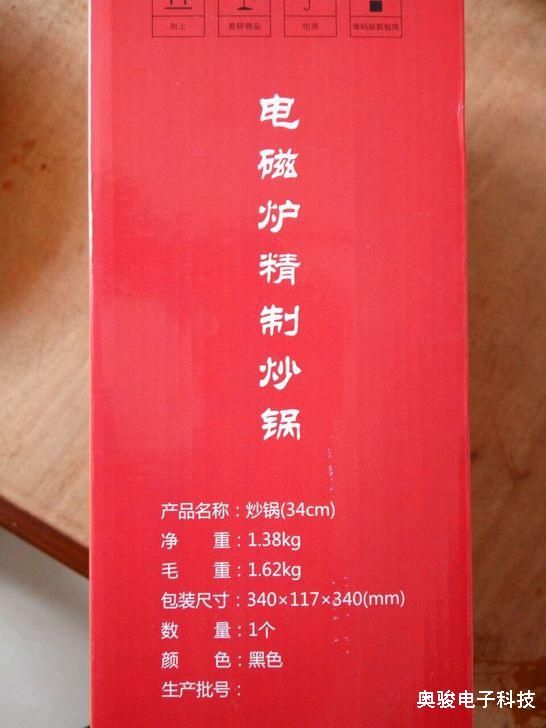 向上
易碎物品
怕雨
堆码层数极限
电磁炉精制炒锅
产品名称：炒锅(34cm)
净 重：1.38kg
毛 重：1.62kg
包装尺寸：340×117×340(mm)
数 量：1个
颜 色：黑色
生产批号：
奥骏电子科技